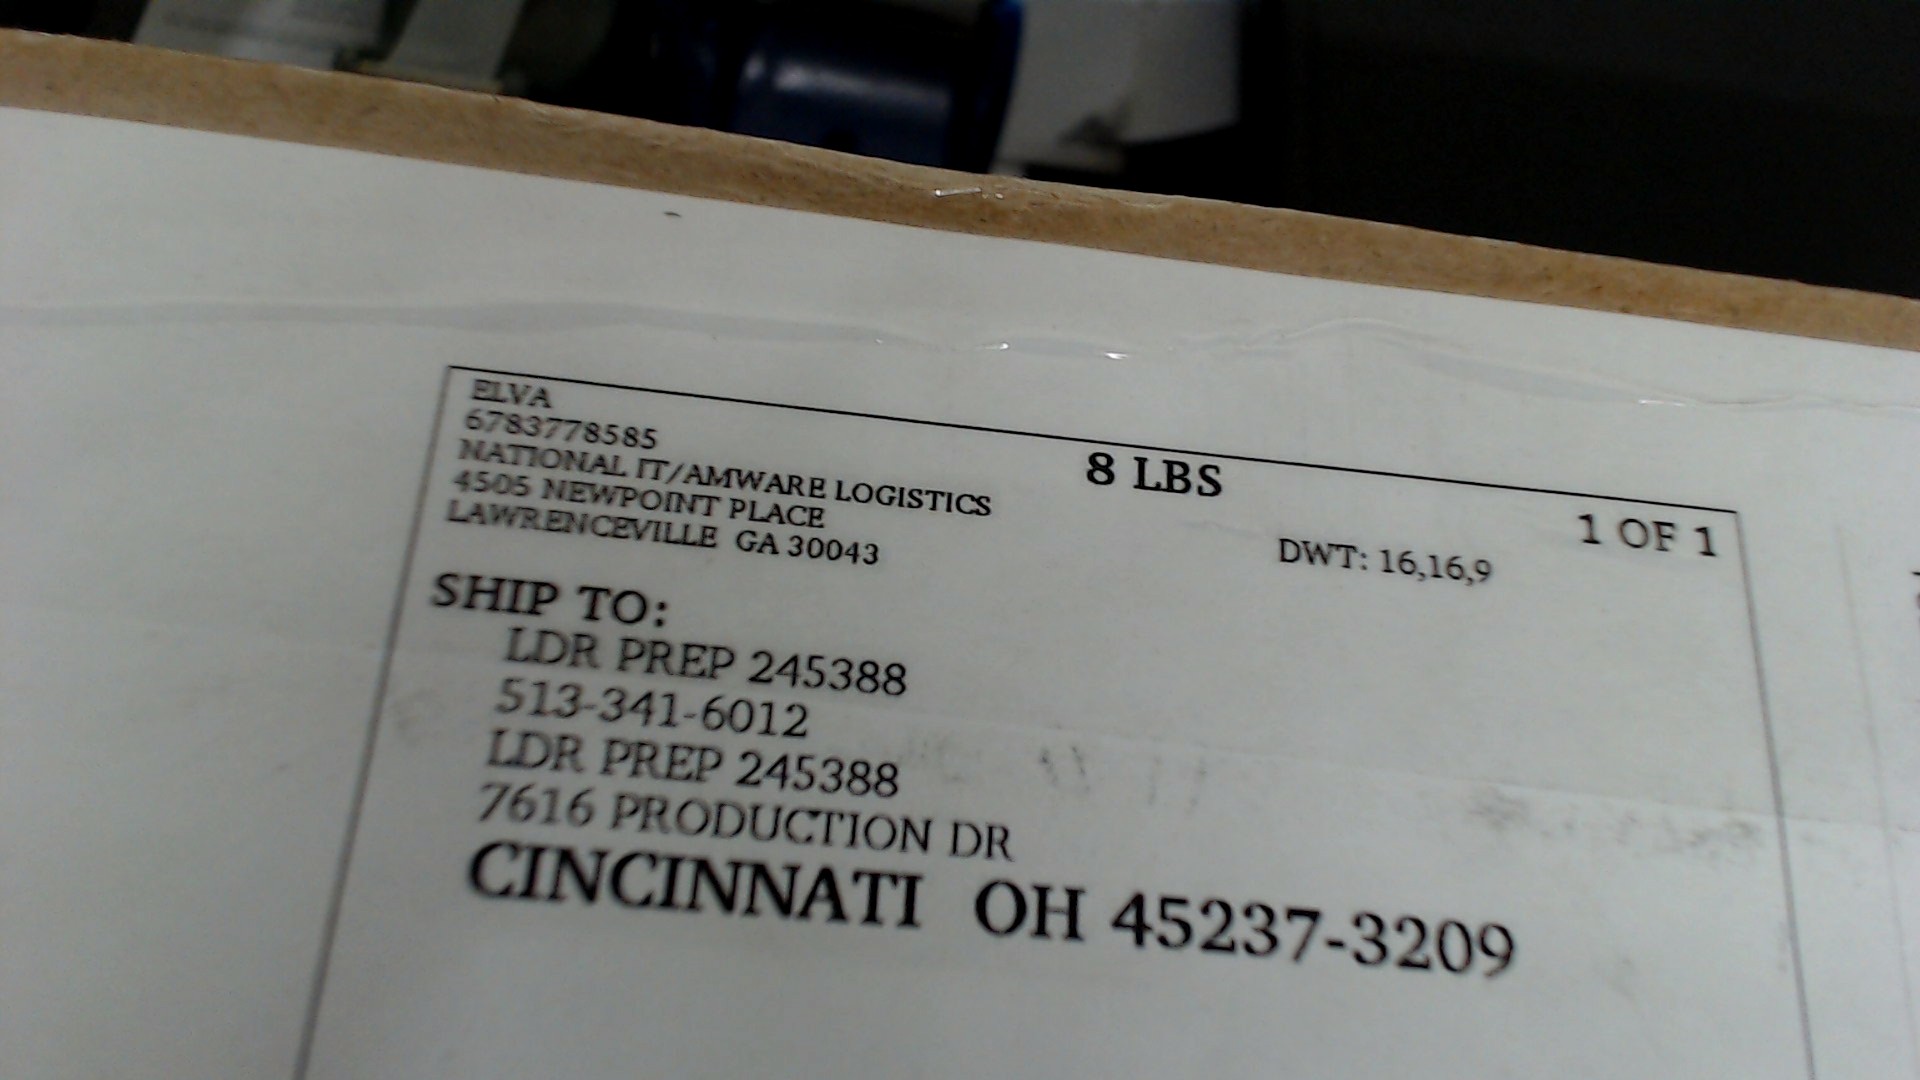 ELVA
6783778585
NATIONAL IT/AMWARE LOGISTICS
4505 NEWPOINT PLACE
LAWRENCEVILLE GA 30043
8 LBS
1 OF 1
DWT: 16,16,9
SHIP TO:
LDR PREP 245388
513-341-6012
LDR PREP 245388
7616 PRODUCTION DR
CINCINNATI OH 45237-3209